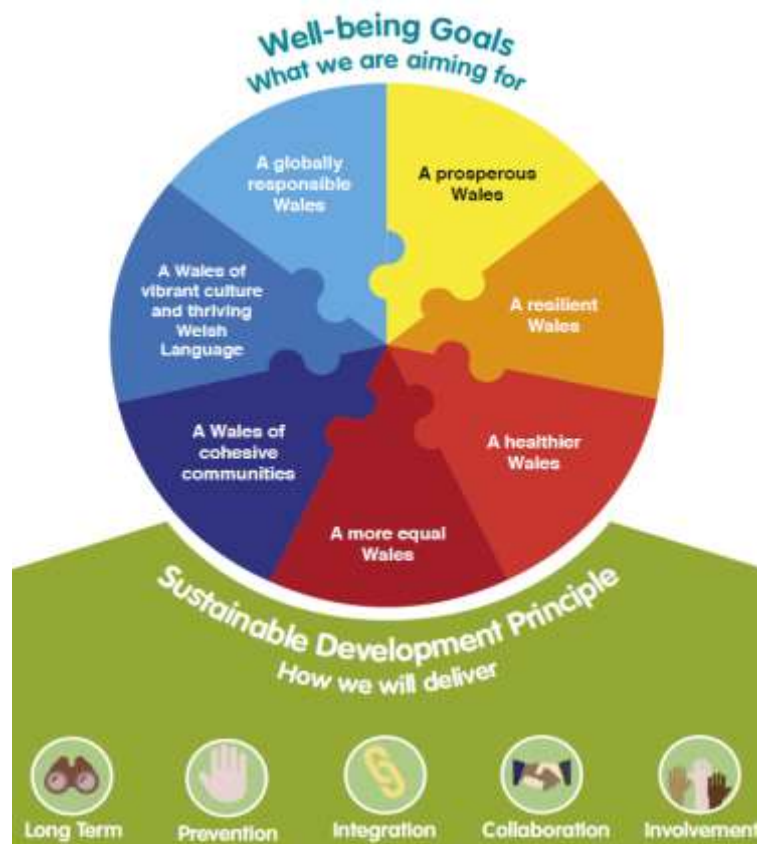 Well-being Goals
What we are aiming for
A globally
responsible
Wales
A prosperous
Wales
A Wales of
vibrant culture
and thriving
Welsh
Language
A resilient
Wales
A Wales of
cohesive
communities
A healthier
Wales
A more equal
Wales
Sustainable Development Principle
How we will deliver
Long Term
Prevention
Integration
Collaboration
Involvement